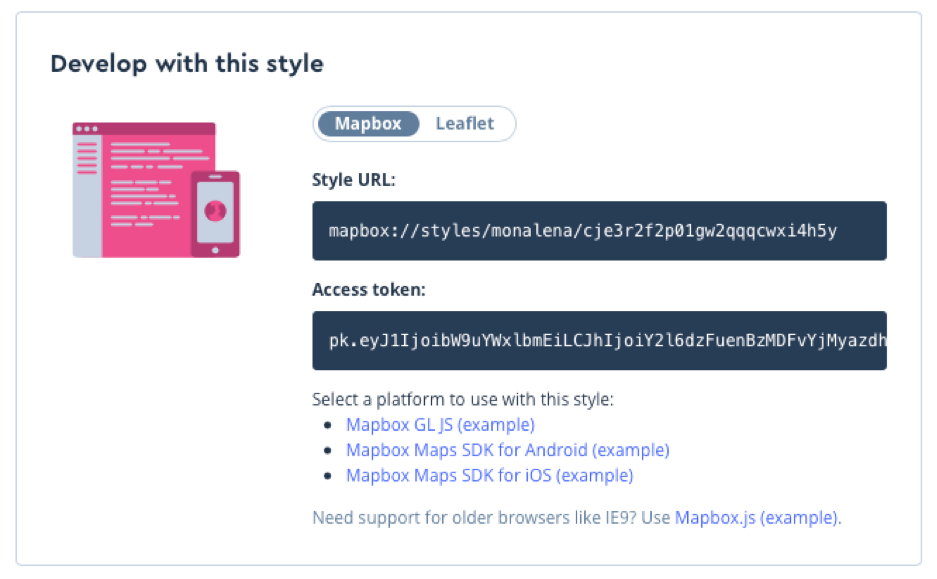 Develop with this style
Mapbox Leaflet
Style URL:
mapbox://styles/monalena/cje3r2f2p01gw2qqqcwxi4h5y
Access token:
pk.eyJ1IjoibW9uYWxlbmEiLCJhIjoiY2l6dzFuenBzMDFvYjMyazdh
Select a platform to use with this style:
• Mapbox GL JS (example)
• Mapbox Maps SDK for Android (example)
• Mapbox Maps SDK for iOS (example)
Need support for older browsers like IE9? Use Mapbox.js (example).